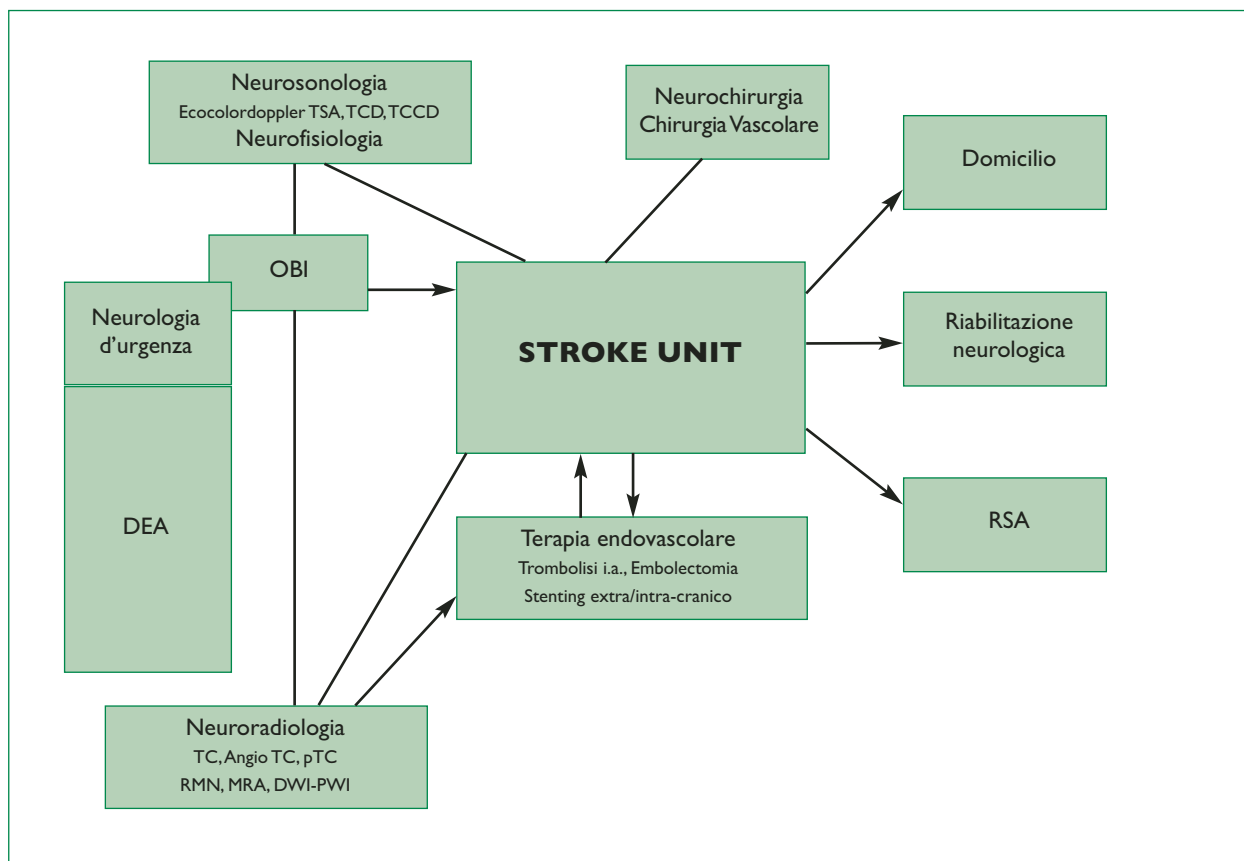 Neurosonologia
Ecocolordoppler TSA, TCD, TCCD
Neurofisiologia
Neurochirurgia
Chirurgia Vascolare
Domicilio
OBI
Neurologia
d'urgenza
STROKE UNIT
Riabilitazione
neurologica
DEA
Terapia endovascolare
Trombolisi i.a., Embolectomia
Stenting extra/intra-cranico
RSA
Neuroradiologia
TC, Angio TC, pTC
RMN, MRA, DWI-PWI